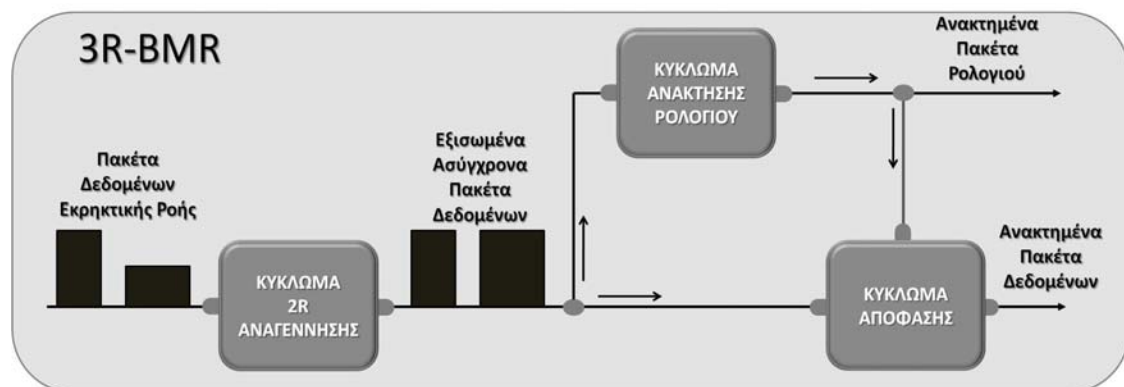 3R-BMR
Πακέτα
Δεδομένων
Εκρηκτικής Ροής
ΚΥΚΛΩΜΑ
2R
ΑΝΑΓΕΝΝΗΣΗΣ
Εξισωμένα
Ασύγχρονα
Πακέτα
Δεδομένων
ΚΥΚΛΩΜΑ
ΑΝΑΚΤΗΣΗΣ
ΡΟΛΟΓΙΟΥ
Ανακτημένα
Πακέτα
Ρολογιού
ΚΥΚΛΩΜΑ
ΑΠΟΦΑΣΗΣ
Ανακτημένα
Πακέτα
Δεδομένων